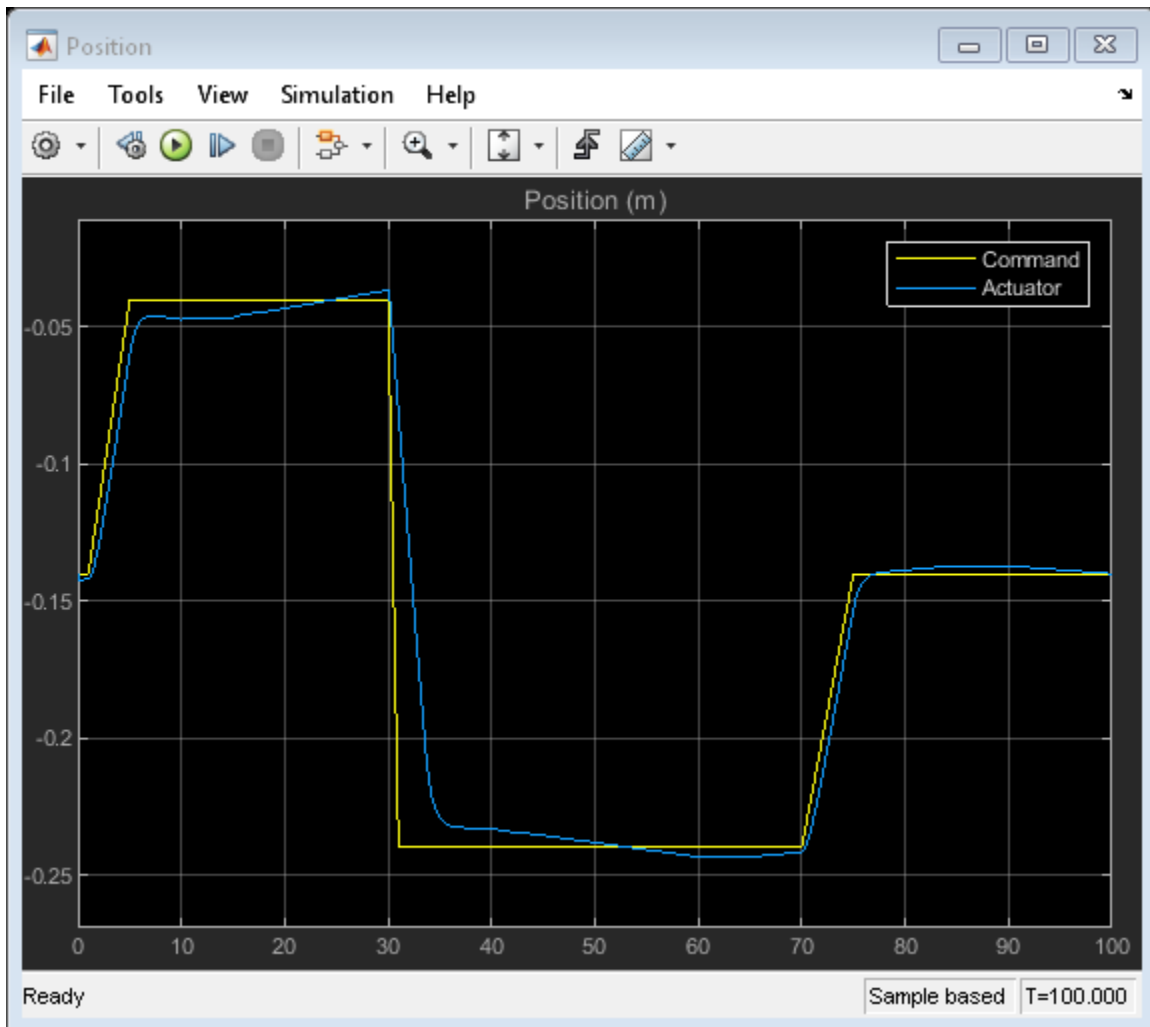 Position
File Tools View Simulation Help
Position (m)
Command
Actuator
-0.05
-0.1
-0.15
-0.2
-0.25
0 10 20 30 40 50 60 70 80 90 100
Ready Sample based T=100.000